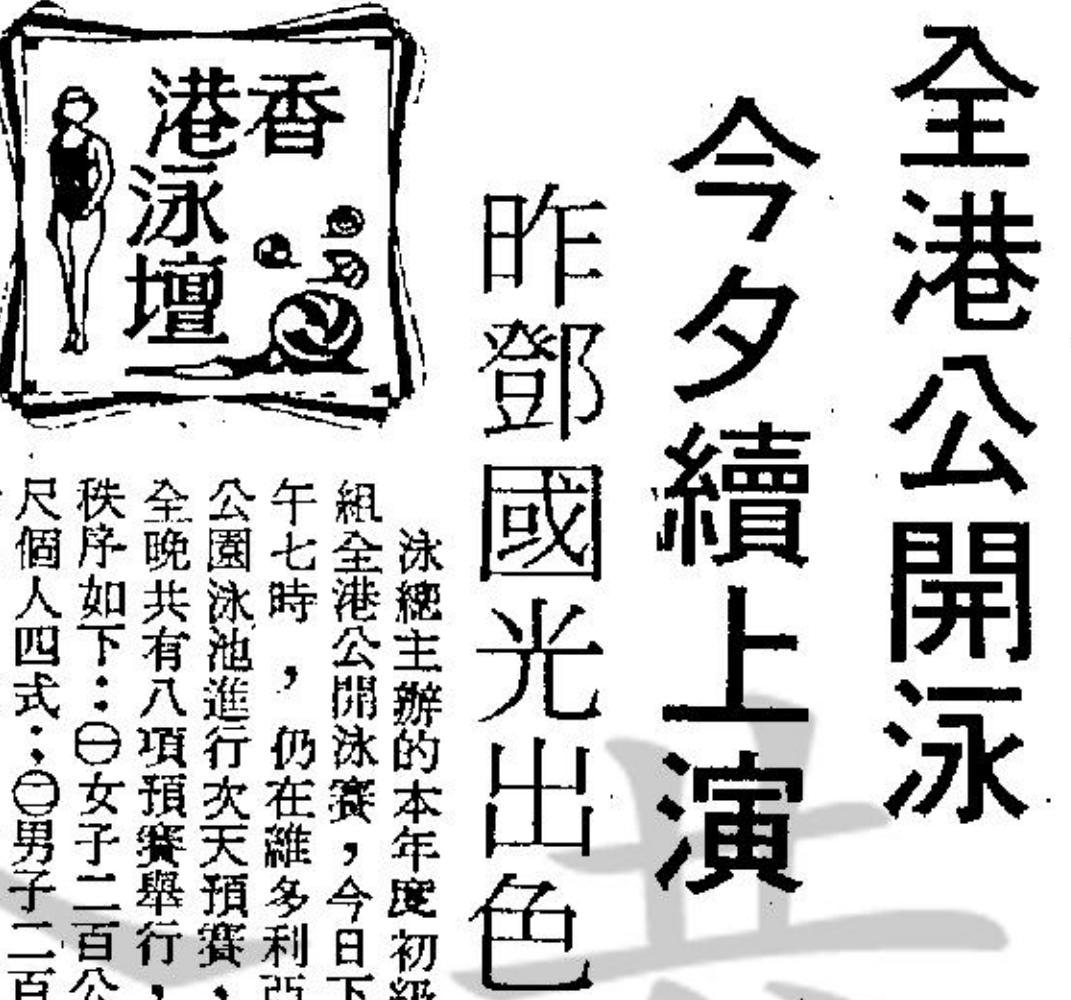 全港公開泳
今夕續上演
昨鄧國光出色
香港
泳
壇
泳總主辦的本年度初級
組全港公開泳賽，今日下
午七時，仍在維多利亞
公園泳池進行次天預賽，
全晚共有八項預賽舉行，
秩序如下：㊀女子二百公
尺個人四式：㊁男子二百